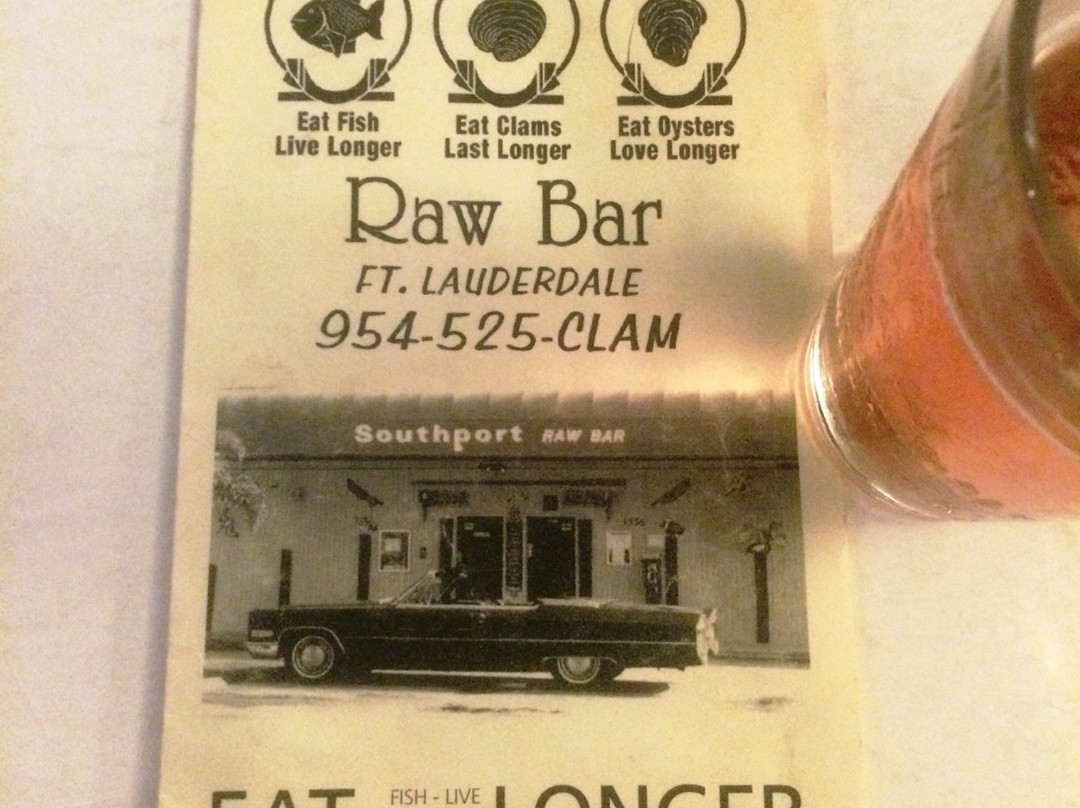 Eat Fish
Live Longer
Eat Clams
Last Longer
Eat Oysters
Love Longer
Raw Bar
FT. LAUDERDALE
954-525-CLAM
Southport RAW BAR
1536
EAT FISH - LIVE LONGER